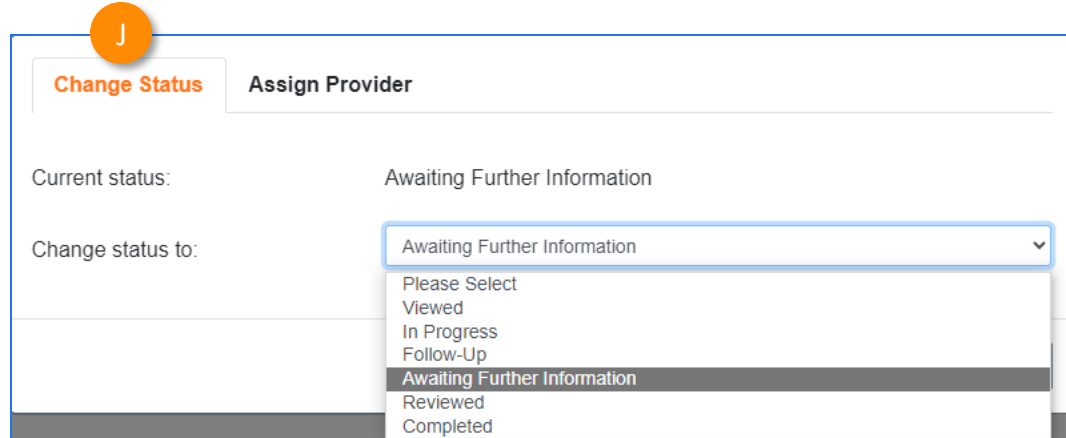 J
Change Status Assign Provider
Current status: Awaiting Further Information
Change status to: Awaiting Further Information
Please Select
Viewed
In Progress
Follow-Up
Awaiting Further Information
Reviewed
Completed